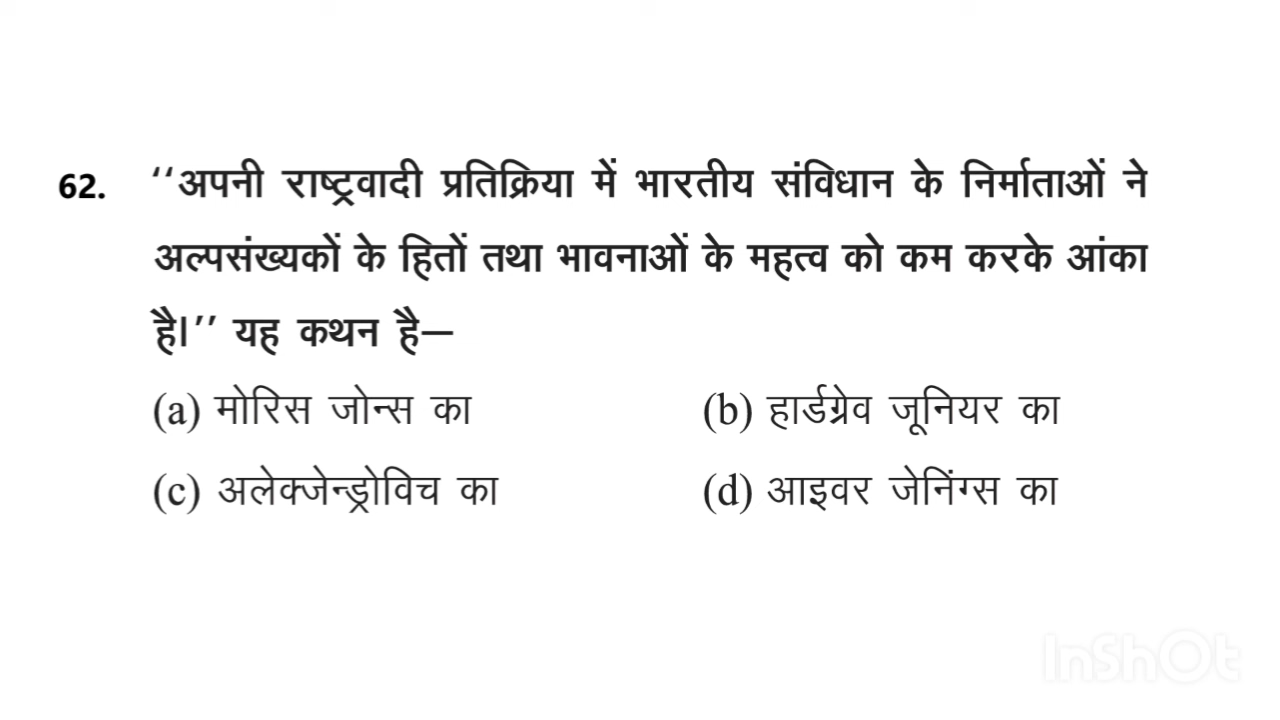 62. ‘‘अपनी राष्ट्रवादी प्रतिक्रिया में भारतीय संविधान के निर्माताओं ने
अल्पसंख्यकों के हितों तथा भावनाओं के महत्व को कम करके आंका
है।’’ यह कथन है—
(a) मोरिस जोन्स का (b) हार्डग्रेव जूनियर का
(c) अलेक्जेन्ड्रोविच का (d) आइवर जेनिंग्स का
InShOt